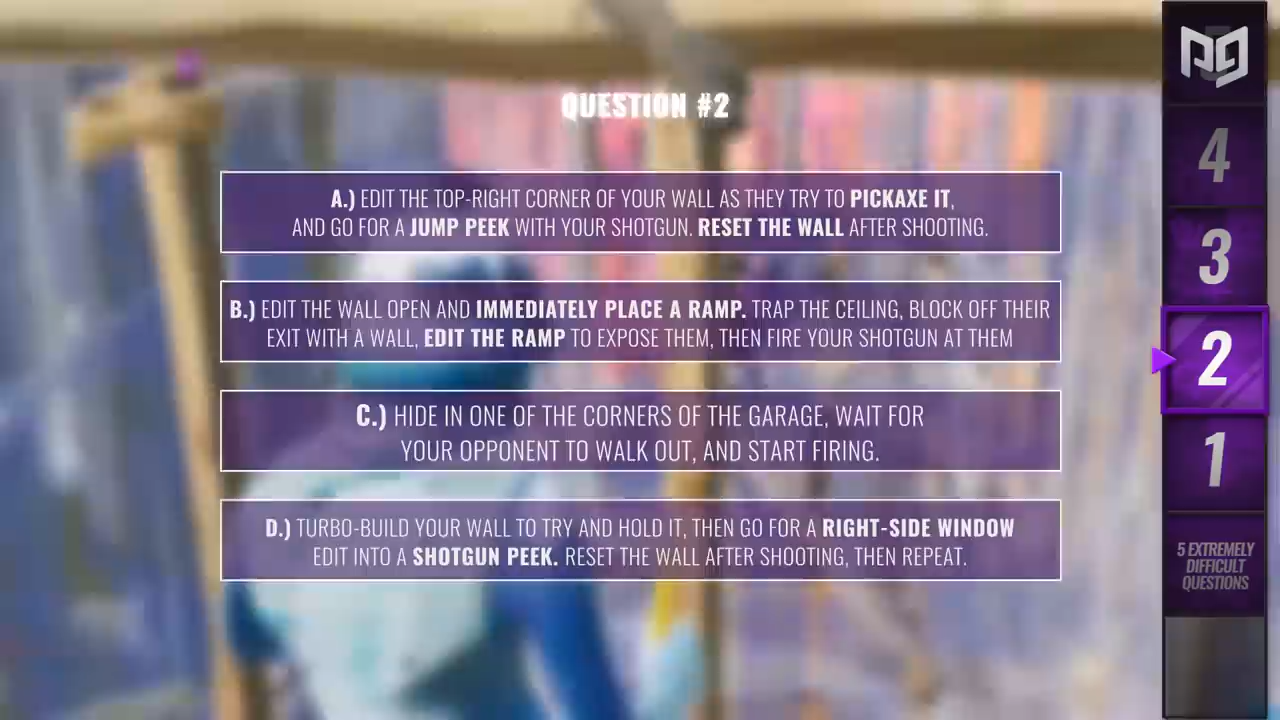 QUESTION #2
A.) EDIT THE TOP-RIGHT CORNER OF YOUR WALL AS THEY TRY TO PICKAXE IT,
AND GO FOR A JUMP PEEK WITH YOUR SHOTGUN. RESET THE WALL AFTER SHOOTING.
B.) EDIT THE WALL OPEN AND IMMEDIATELY PLACE A RAMP. TRAP THE CEILING, BLOCK OFF THEIR
EXIT WITH A WALL, EDIT THE RAMP TO EXPOSE THEM, THEN FIRE YOUR SHOTGUN AT THEM
C.) HIDE IN ONE OF THE CORNERS OF THE GARAGE, WAIT FOR
YOUR OPPONENT TO WALK OUT, AND START FIRING.
D.) TURBO-BUILD YOUR WALL TO TRY AND HOLD IT, THEN GO FOR A RIGHT-SIDE WINDOW
EDIT INTO A SHOTGUN PEEK. RESET THE WALL AFTER SHOOTING, THEN REPEAT.
PG
4
3
2
1
5 EXTREMELY
DIFFICULT
QUESTIONS